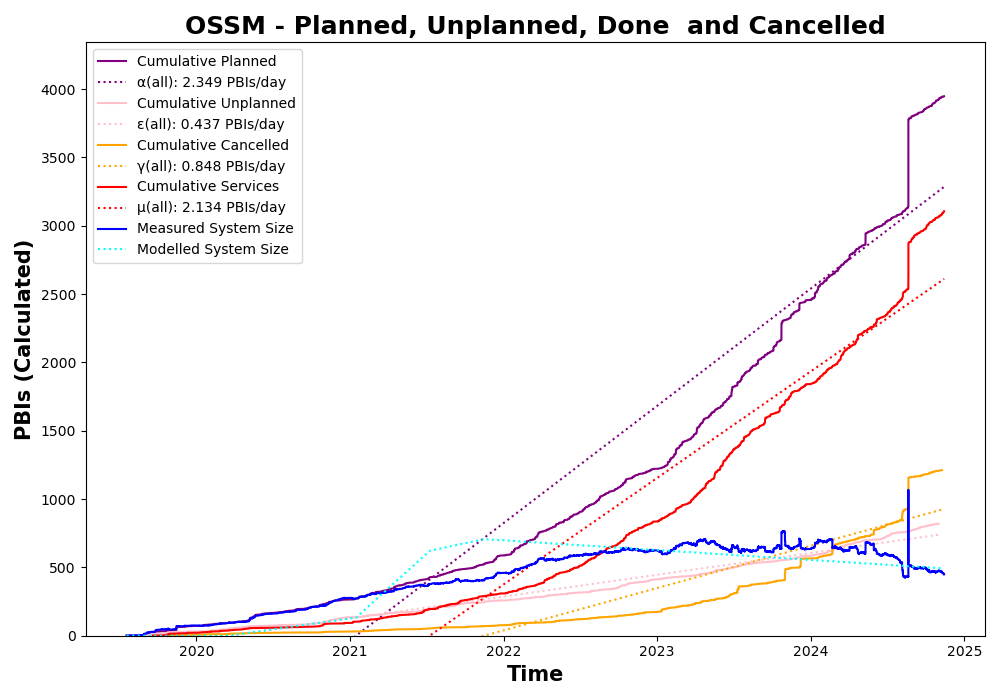 OSSM - Planned, Unplanned, Done  and Cancelled
Cumulative Planned
α(all): 2.349 PBIs/day
Cumulative Unplanned
ε(all): 0.437 PBIs/day
Cumulative Cancelled
γ(all): 0.848 PBIs/day
Cumulative Services
μ(all): 2.134 PBIs/day
Measured System Size
Modelled System Size
PBIs (Calculated)
4000
3500
3000
2500
2000
1500
1000
500
0
2020 2021 2022 2023 2024 2025
Time